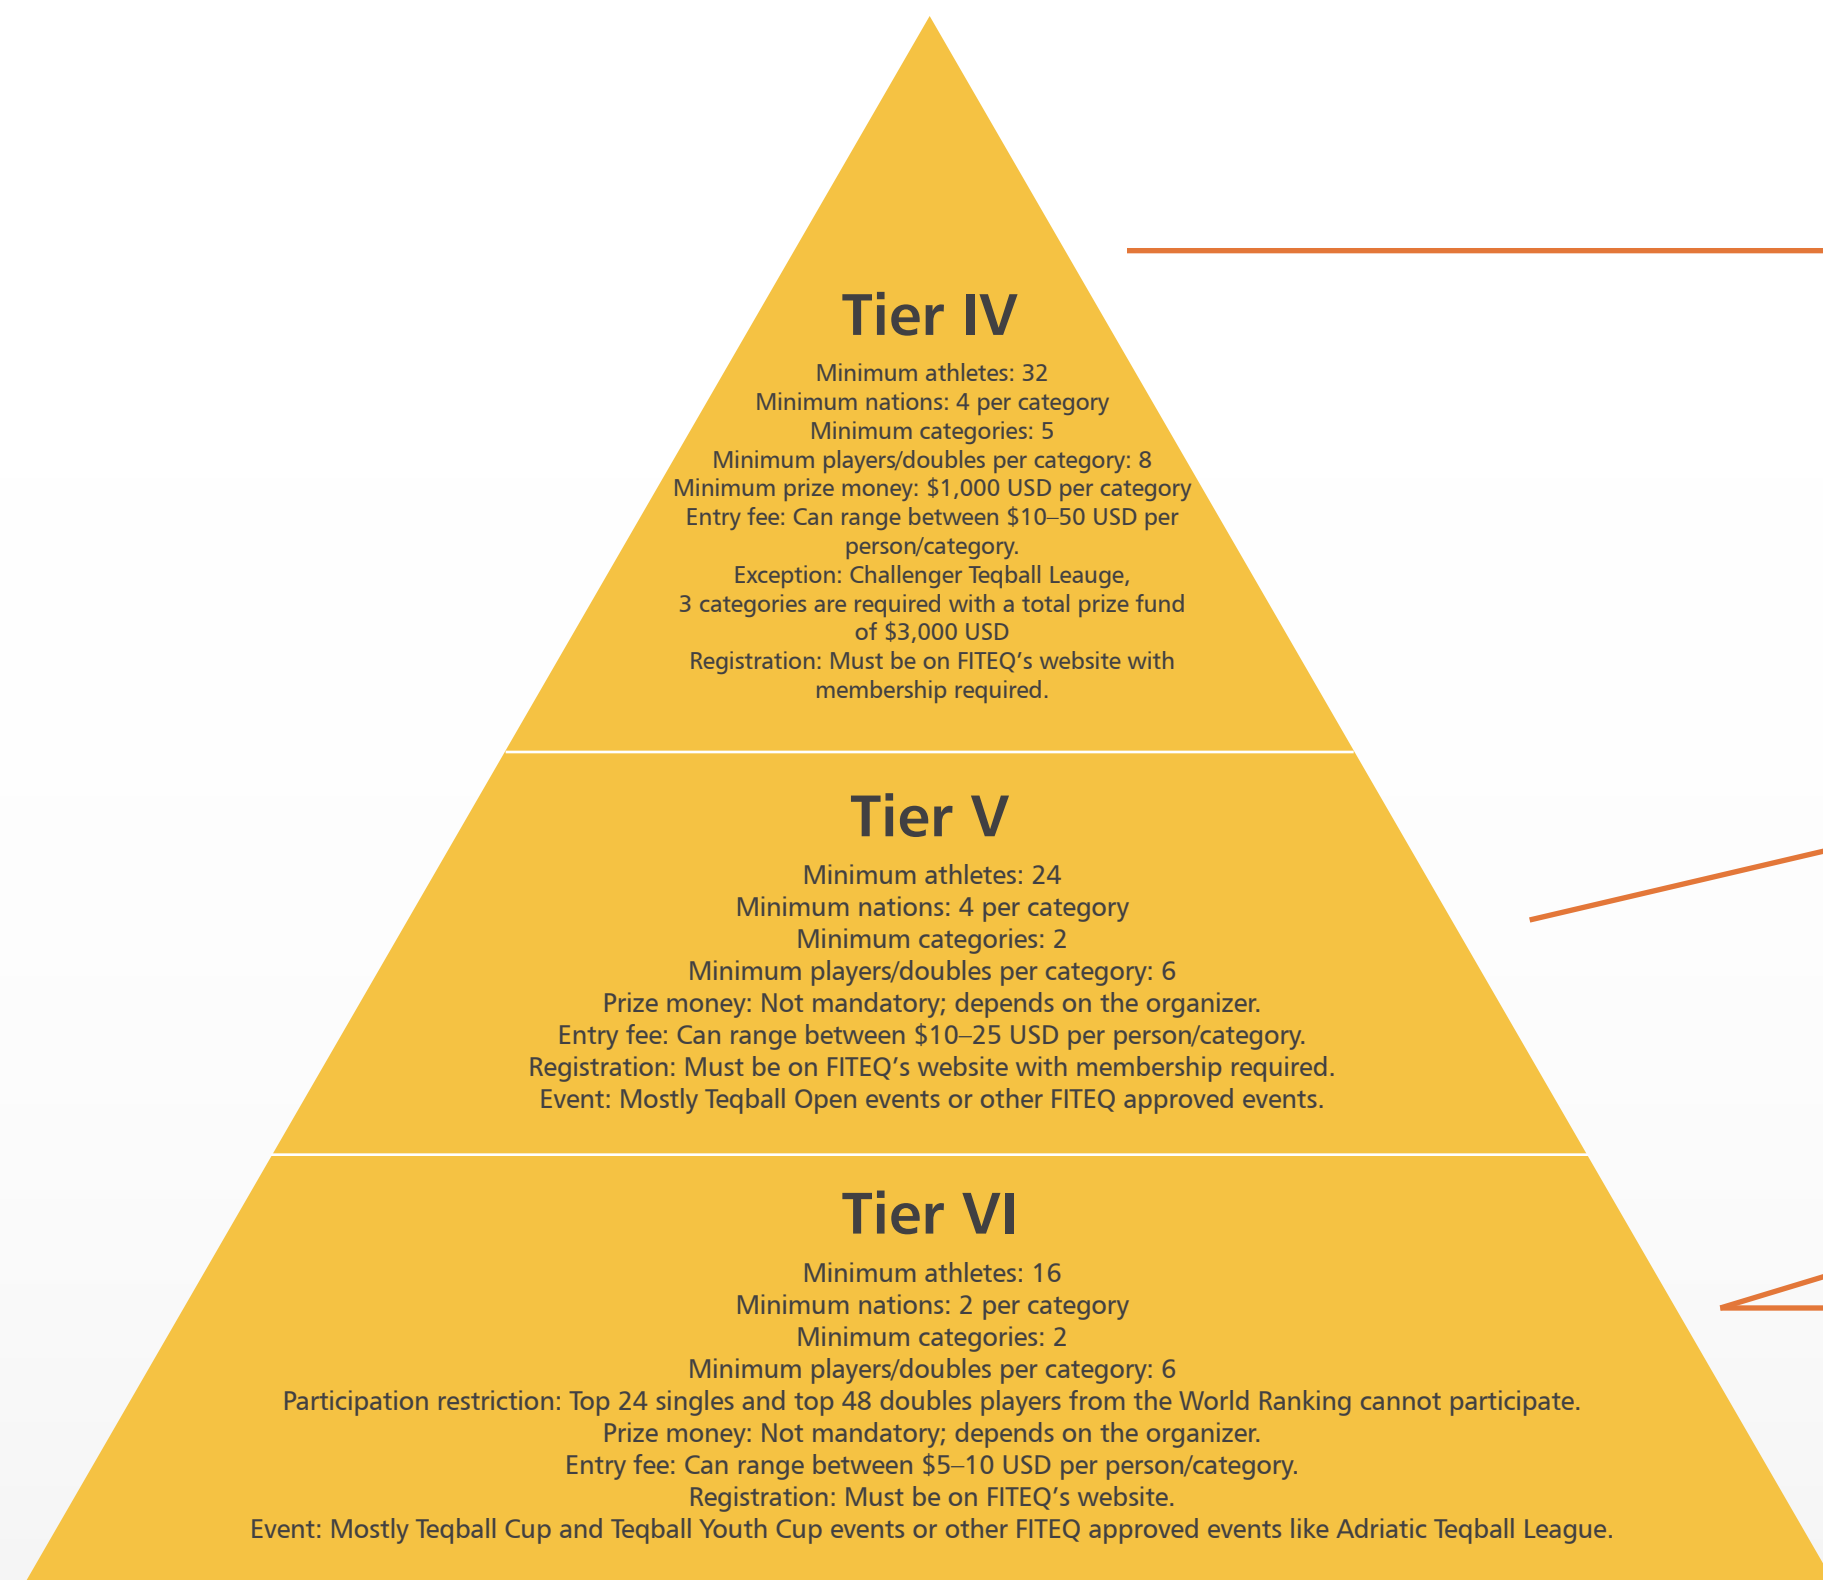 Tier IV
Minimum athletes: 32
Minimum nations: 4 per category
Minimum categories: 5
Minimum players/doubles per category: 8
Minimum prize money: $1,000 USD per category
Entry fee: Can range between $10–50 USD per
person/category.
Exception: Challenger Teqball Leauge,
3 categories are required with a total prize fund
of $3,000 USD
Registration: Must be on FITEQ’s website with
membership required.
Tier V
Minimum athletes: 24
Minimum nations: 4 per category
Minimum categories: 2
Minimum players/doubles per category: 6
Prize money: Not mandatory; depends on the organizer.
Entry fee: Can range between $10–25 USD per person/category.
Registration: Must be on FITEQ’s website with membership required.
Event: Mostly Teqball Open events or other FITEQ approved events.
Tier VI
Minimum athletes: 16
Minimum nations: 2 per category
Minimum categories: 2
Minimum players/doubles per category: 6
Participation restriction: Top 24 singles and top 48 doubles players from the World Ranking cannot participate.
Prize money: Not mandatory; depends on the organizer.
Entry fee: Can range between $5–10 USD per person/category.
Registration: Must be on FITEQ’s website.
Event: Mostly Teqball Cup and Teqball Youth Cup events or other FITEQ approved events like Adriatic Teqball League.